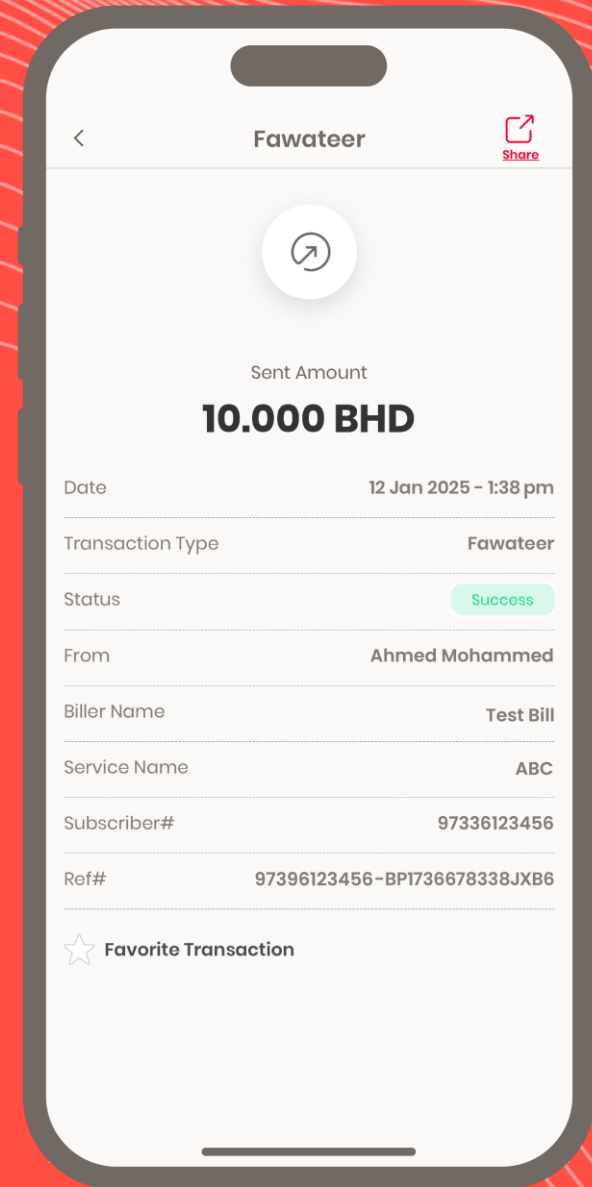 Fawateer
Share
Sent Amount
10.000 BHD
Date 12 Jan 2025 - 1:38 pm
Transaction Type Fawateer
Status Success
From Ahmed Mohammed
Biller Name Test Bill
Service Name ABC
Subscriber# 97336123456
Ref# 97396123456-BP1736678338JXB6
Favorite Transaction